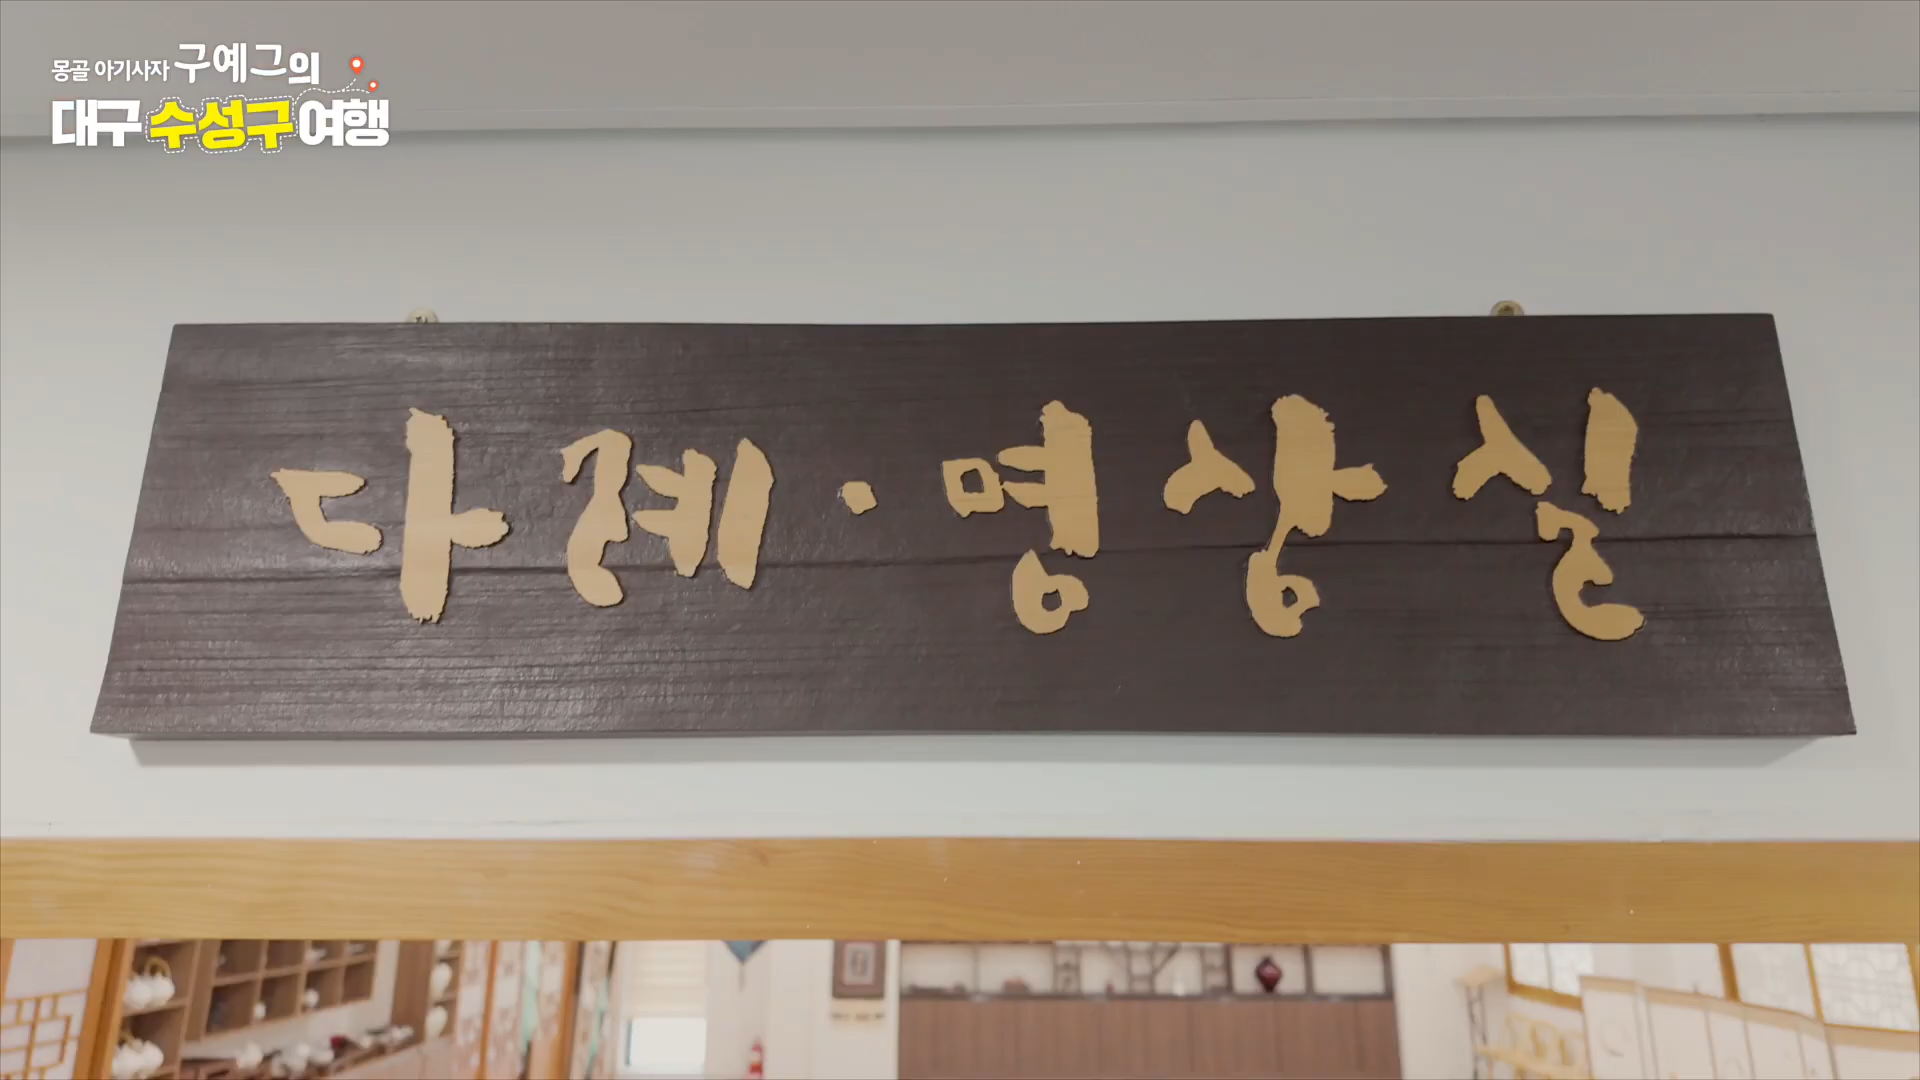 몽골 아기사자 구예그의
대구 수성구 여행
다례·명상실